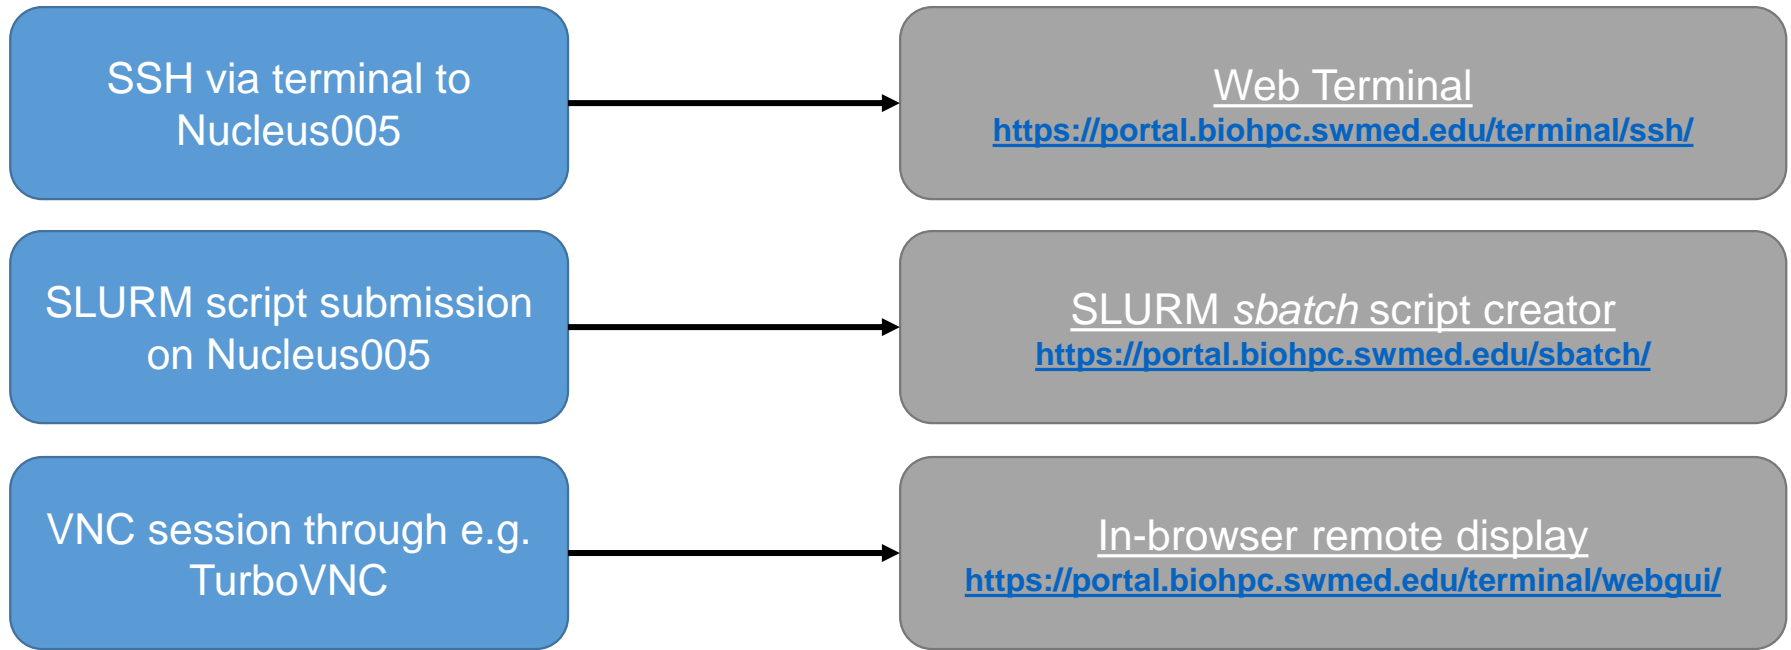 SSH via terminal to
Nucleus005
Web Terminal
https://portal.biohpc.swmed.edu/terminal/ssh/
SLURM script submission
on Nucleus005
SLURM sbatch script creator
https://portal.biohpc.swmed.edu/sbatch/
VNC session through e.g.
TurboVNC
In-browser remote display
https://portal.biohpc.swmed.edu/terminal/webgui/